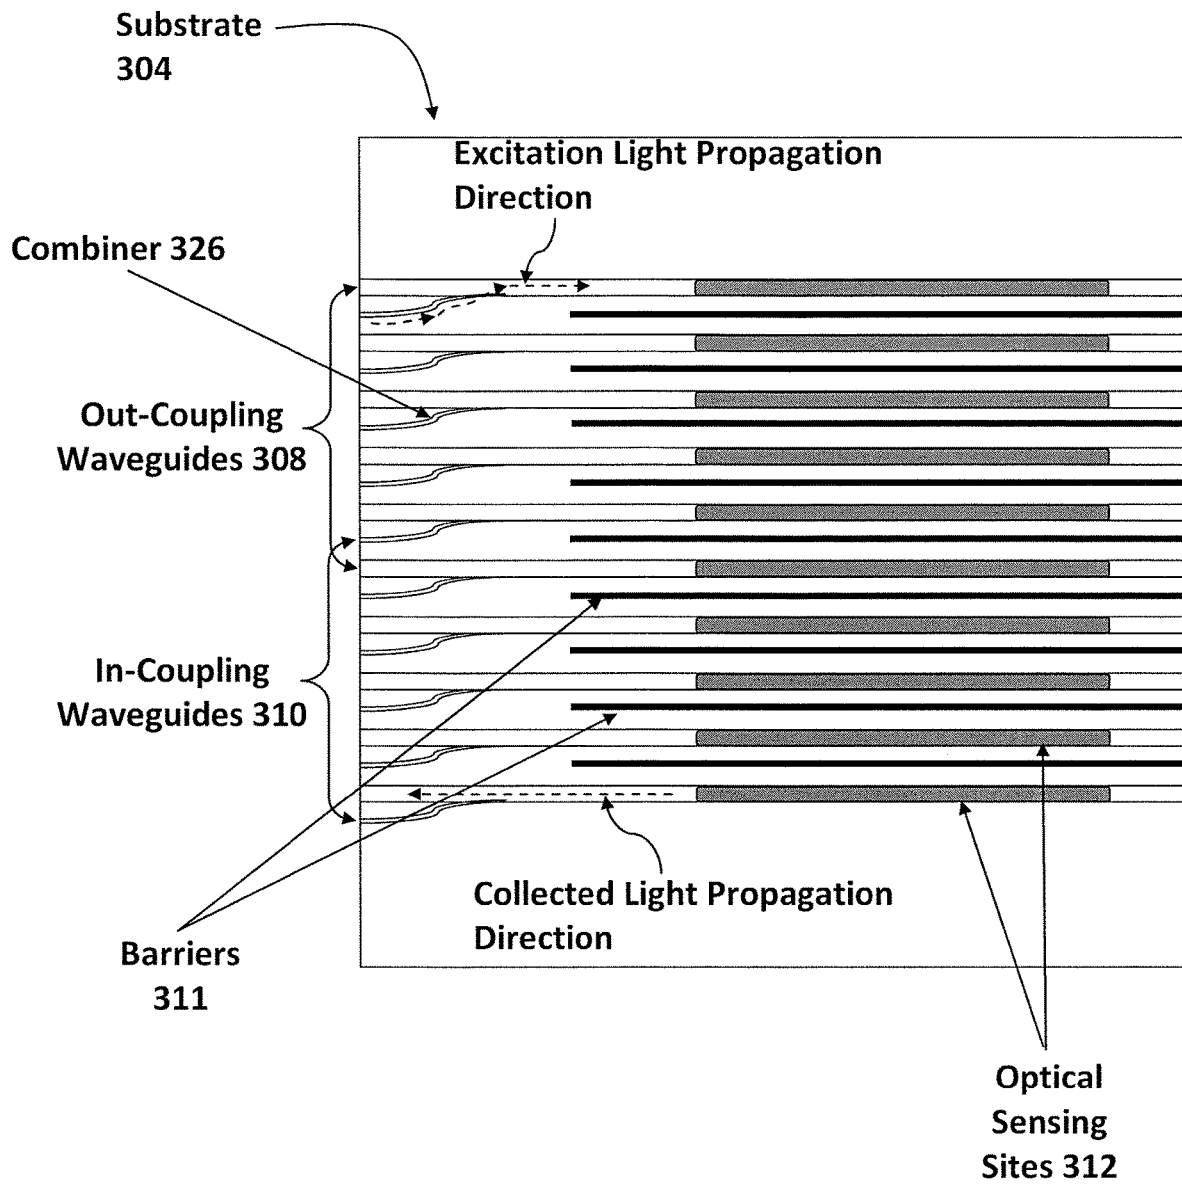 Substrate
304
Excitation Light Propagation
Direction
Combiner 326
Out-Coupling
Waveguides 308
In-Coupling
Waveguides 310
Collected Light Propagation
Direction
Barriers
311
Optical
Sensing
Sites 312